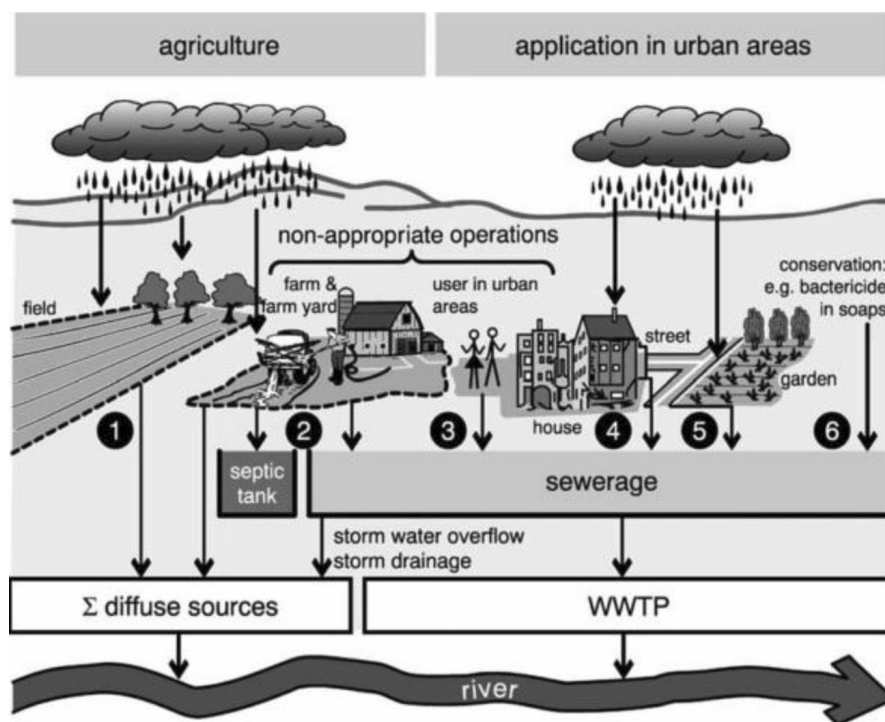 agriculture
application in urban areas
non-appropriate operations
farm &
farm yard
user in urban
areas
conservation:
e.g. bactericide
in soaps
field
street
garden
house
1
2
3
4
5
6
septic
tank
sewerage
storm water overflow
storm drainage
Σ diffuse sources
WWTP
river